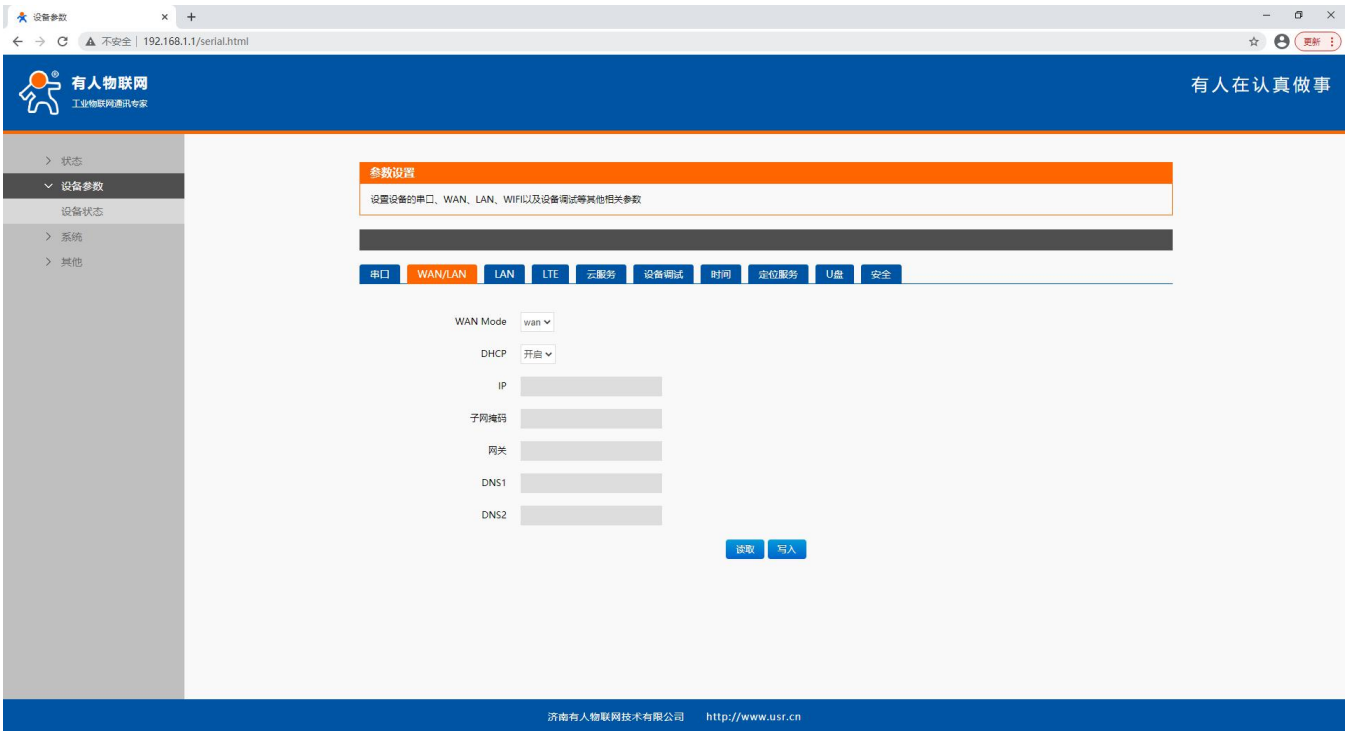 设备参数
不安全 | 192.168.1.1/serial.html
更新
有人物联网
工业物联网通讯专家
有人在认真做事
状态
设备参数
设备状态
系统
其他
参数设置
设置设备的串口、WAN、LAN、WIFI以及设备调试等其他相关参数
串口 WAN/LAN LAN LTE 云服务 设备调试 时间 定位服务 U盘 安全
WAN Mode wan
DHCP 开启
IP
子网掩码
网关
DNS1
DNS2
读取 写入
济南有人物联网技术有限公司 http://www.usr.cn